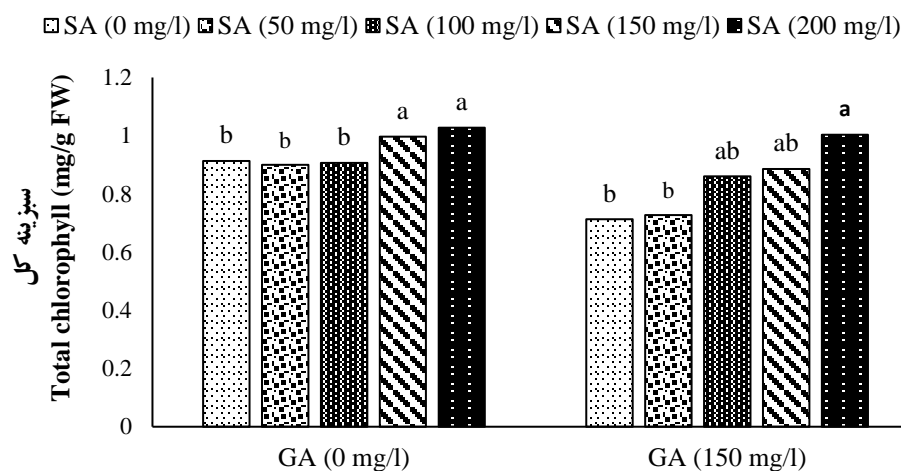 SA (0 mg/l) SA (50 mg/l) SA (100 mg/l) SA (150 mg/l) SA (200 mg/l)
سبزینه کل
Total chlorophyll (mg/g FW)
1.2
1
0.8
0.6
0.4
0.2
0
b b b a a
b b ab ab a
GA (0 mg/l) GA (150 mg/l)